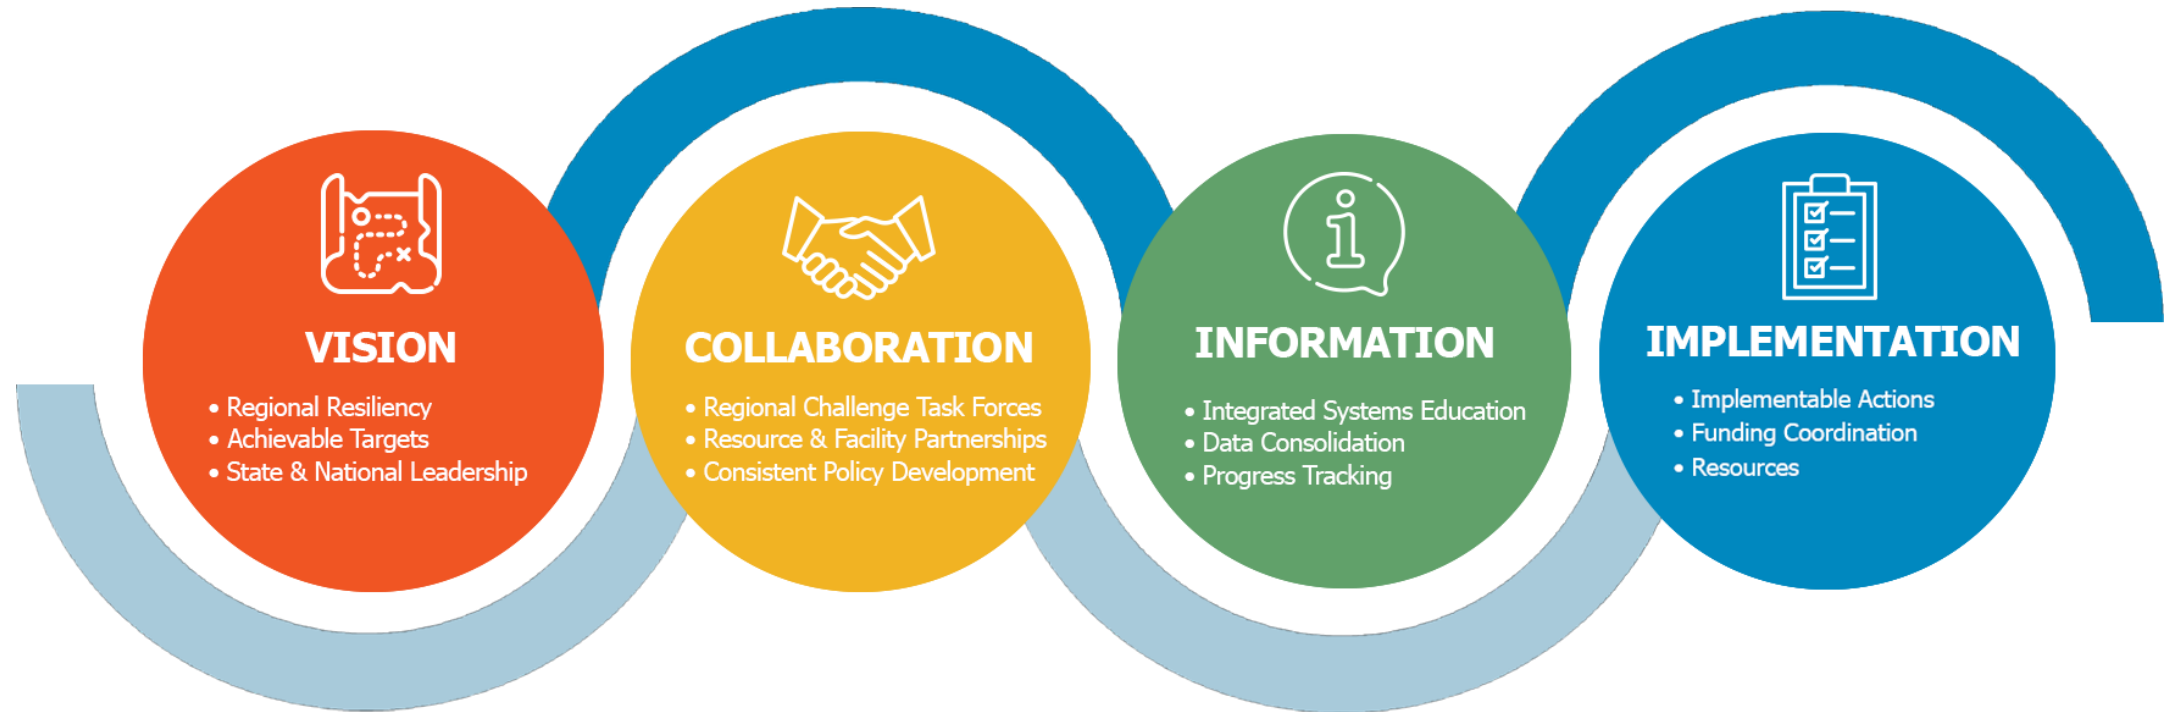 VISION
• Regional Resiliency
• Achievable Targets
• State & National Leadership
COLLABORATION
• Regional Challenge Task Forces
• Resource & Facility Partnerships
• Consistent Policy Development
INFORMATION
• Integrated Systems Education
• Data Consolidation
• Progress Tracking
IMPLEMENTATION
• Implementable Actions
• Funding Coordination
• Resources